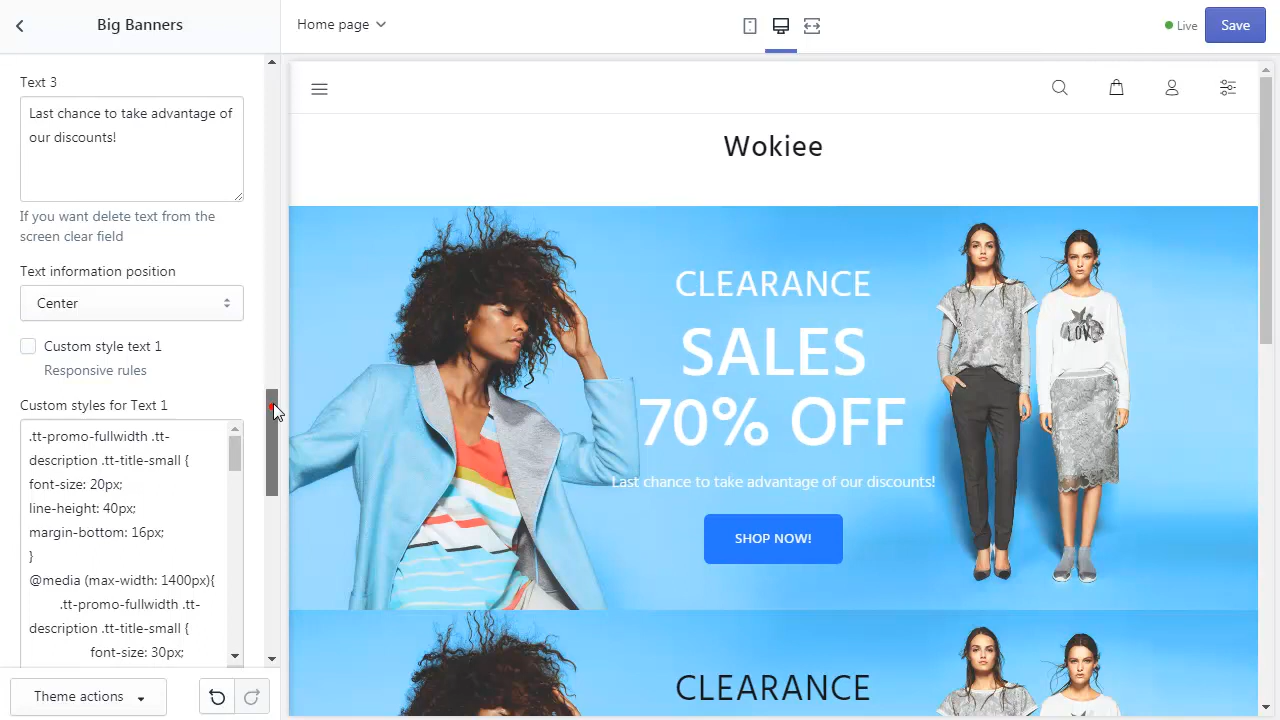 Big Banners
Home page
Live
Save
Text 3
Last chance to take advantage of
our discounts!
If you want delete text from the
screen clear field
Text information position
Center
Custom style text 1
Responsive rules
Custom styles for Text 1
.tt-promo-fullwidth .tt-
description .tt-title-small {
font-size: 20px;
line-height: 40px;
margin-bottom: 16px;
}
@media (max-width: 1400px){
.tt-promo-fullwidth .tt-
description .tt-title-small {
font-size: 30px;
Theme actions
Wokiee
CLEARANCE
SALES
70% OFF
Last chance to take advantage of our discounts!
SHOP NOW!
LOVE
CLEARANCE